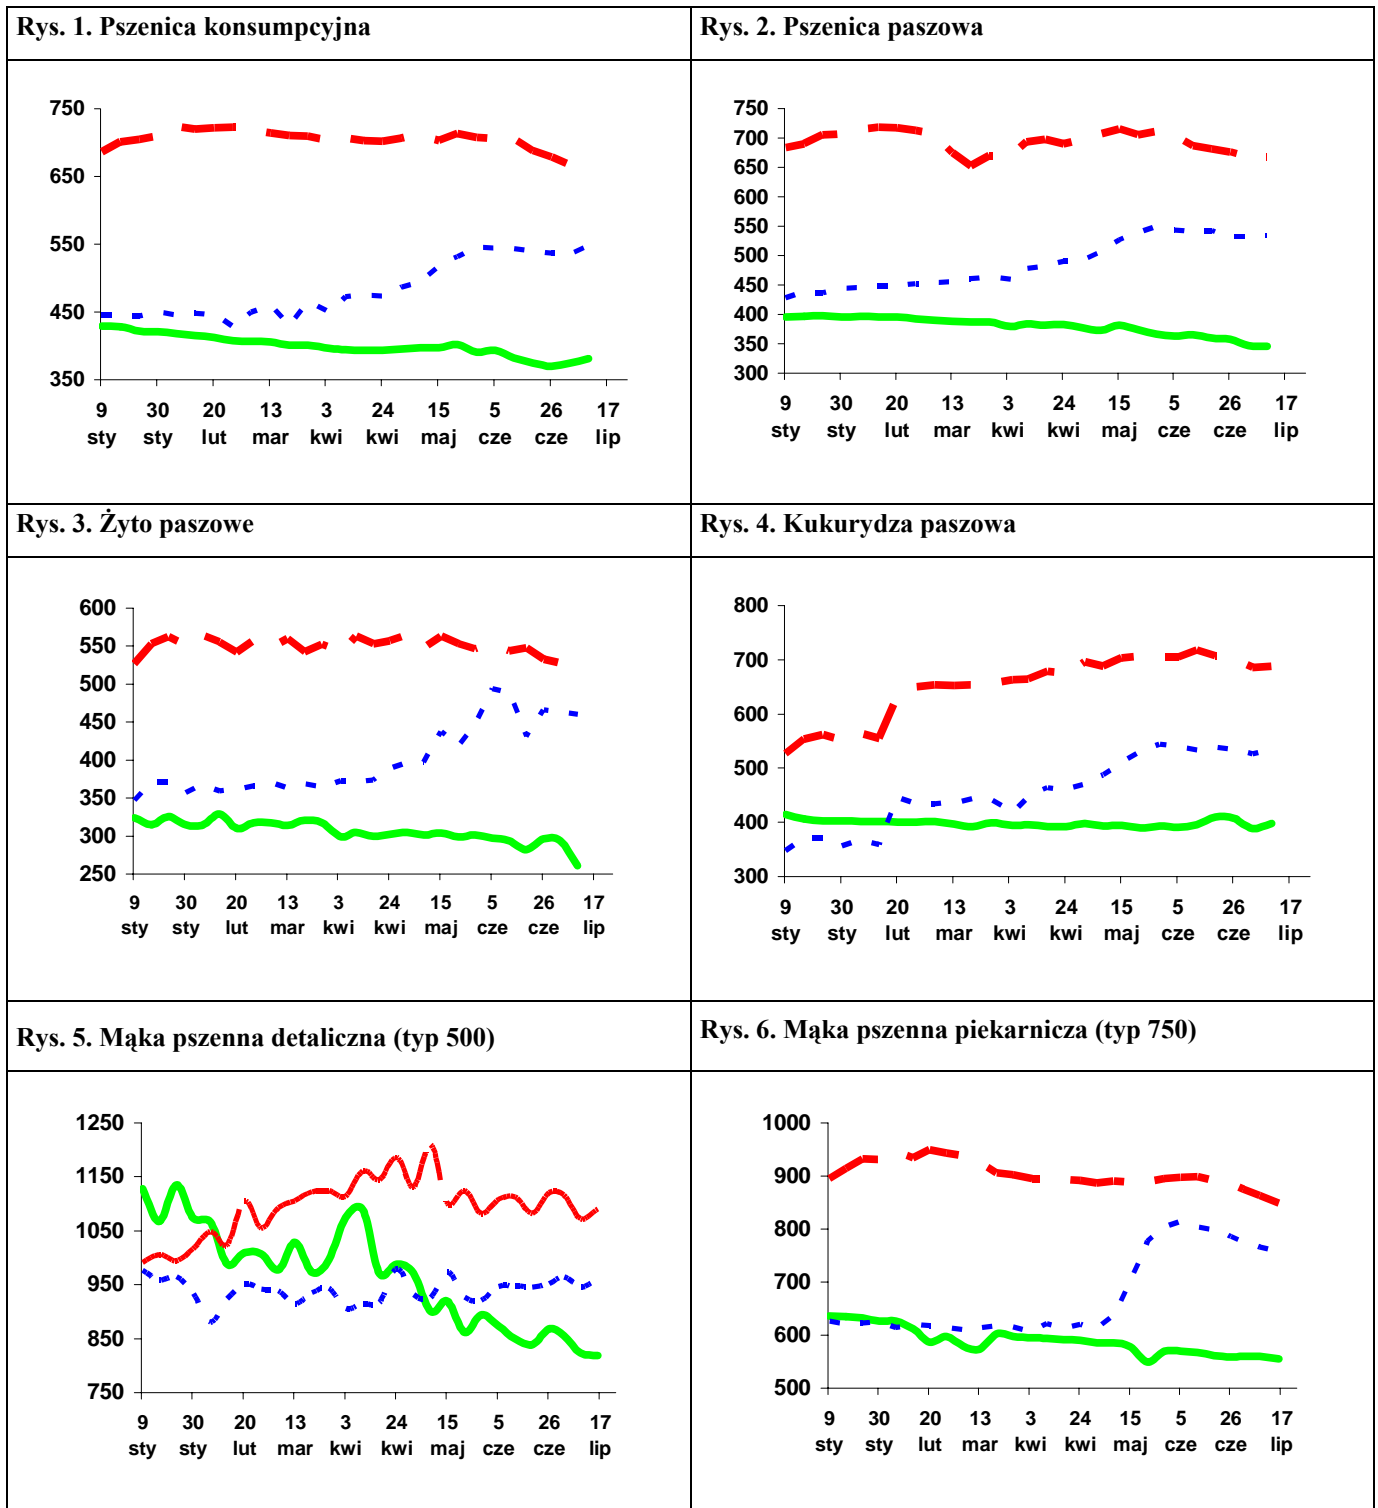 Rys. 1. Pszenica konsumpcyjna
750
650
550
450
350
9 30 20 13 3 24 15 5 26 17
sty sty lut mar kwi kwi maj cze cze lip
Rys. 2. Pszenica paszowa
750
700
650
600
550
500
450
400
350
300
9 30 20 13 3 24 15 5 26 17
sty sty lut mar kwi kwi maj cze cze lip
Rys. 3. Żyto paszowe
600
550
500
450
400
350
300
250
9 30 20 13 3 24 15 5 26 17
sty sty lut mar kwi kwi maj cze cze lip
Rys. 4. Kukurydza paszowa
800
700
600
500
400
300
9 30 20 13 3 24 15 5 26 17
sty sty lut mar kwi kwi maj cze cze lip
Rys. 5. Mąka pszenna detaliczna (typ 500)
1250
1150
1050
950
850
750
9 30 20 13 3 24 15 5 26 17
sty sty lut mar kwi kwi maj cze cze lip
Rys. 6. Mąka pszenna piekarnicza (typ 750)
1000
900
800
700
600
500
9 30 20 13 3 24 15 5 26 17
sty sty lut mar kwi kwi maj cze cze lip